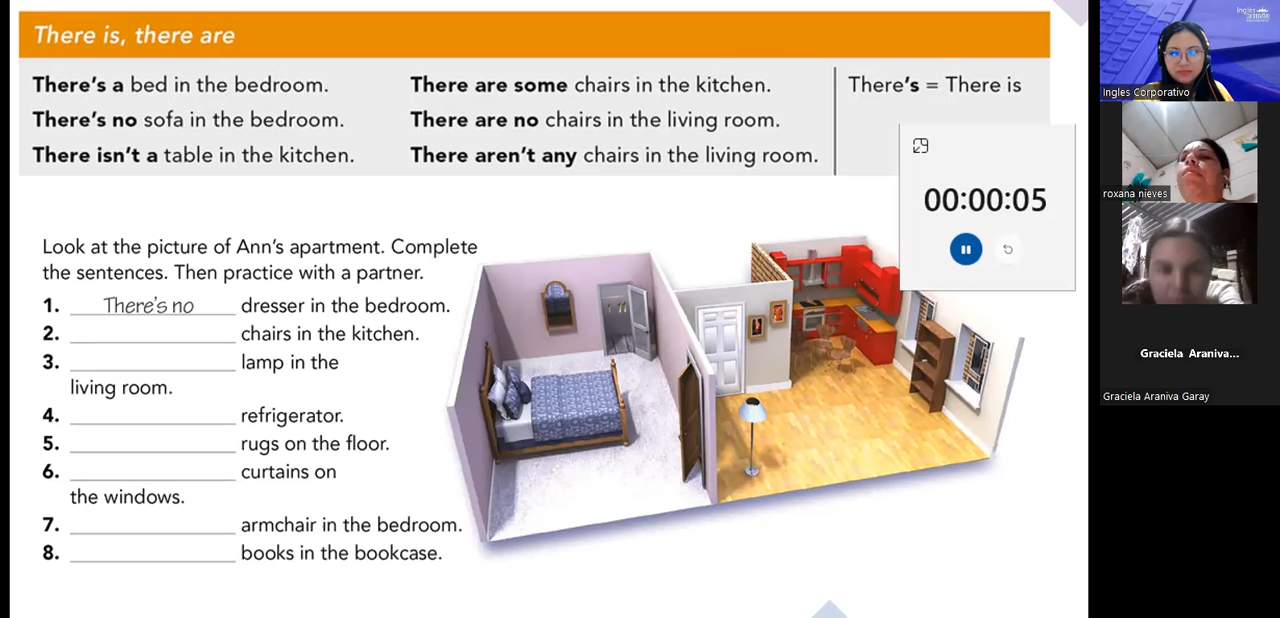 There is, there are
There's a bed in the bedroom.
There's no sofa in the bedroom.
There isn't a table in the kitchen.
There are some chairs in the kitchen.
There are no chairs in the living room.
There aren't any chairs in the living room.
There's = There is
00:00:05
Look at the picture of Ann's apartment. Complete
the sentences. Then practice with a partner.
1. There's no dresser in the bedroom.
2. chairs in the kitchen.
3. lamp in the
living room.
4. refrigerator.
5. rugs on the floor.
6. curtains on
the windows.
7. armchair in the bedroom.
8. books in the bookcase.
Ingles
Ingles Corporativo
roxana nieves
Graciela Araniva...
Graciela Araniva Garay